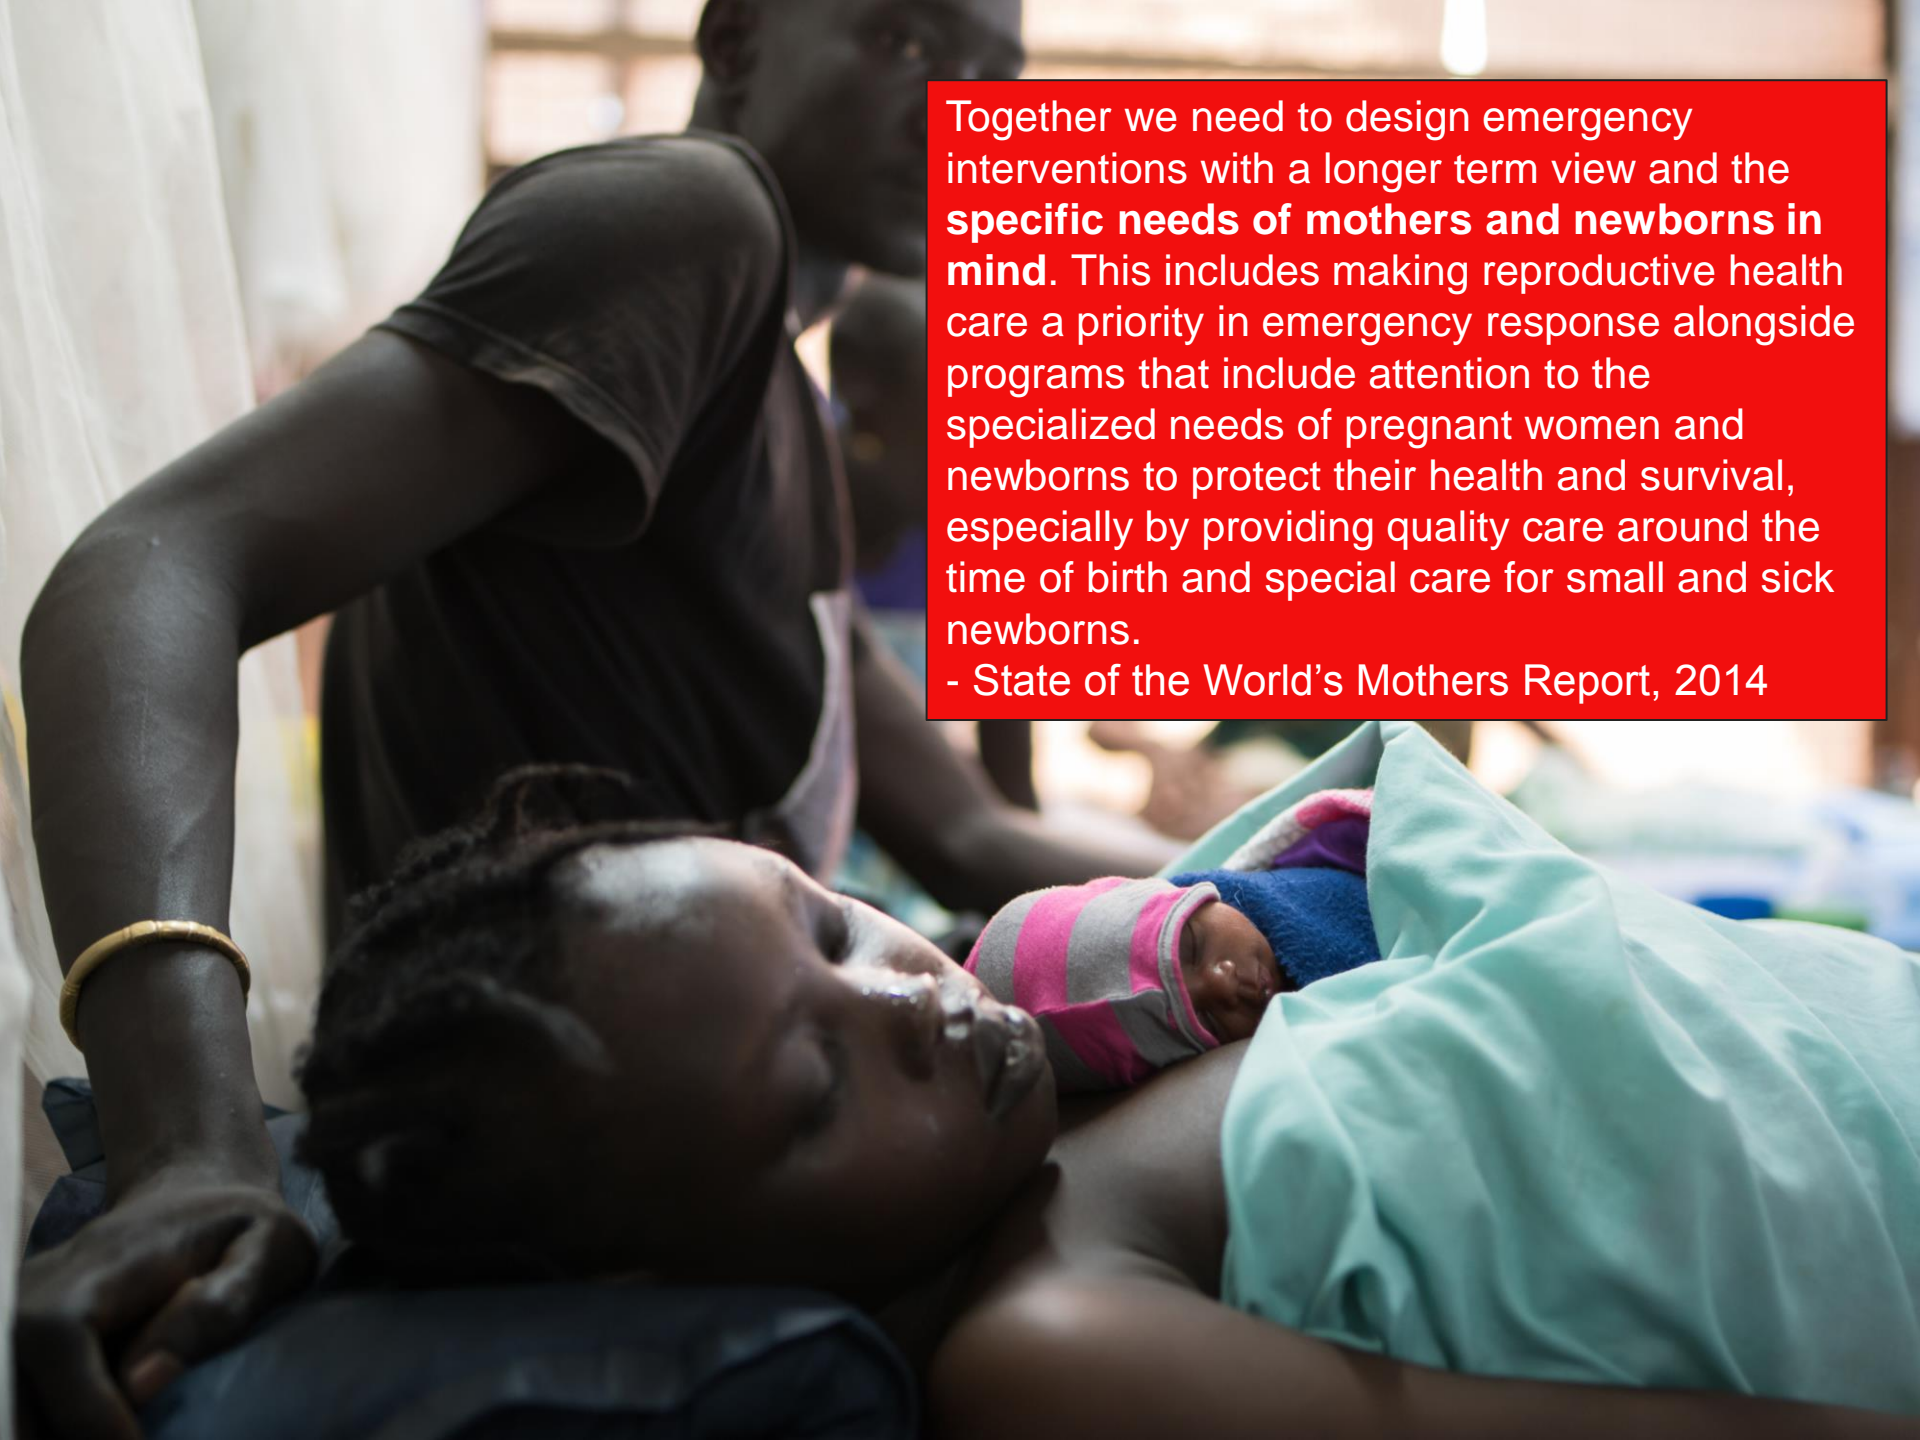 Together we need to design emergency
interventions with a longer term view and the
specific needs of mothers and newborns in
mind. This includes making reproductive health
care a priority in emergency response alongside
programs that include attention to the
specialized needs of pregnant women and
newborns to protect their health and survival,
especially by providing quality care around the
time of birth and special care for small and sick
newborns.
- State of the World’s Mothers Report, 2014